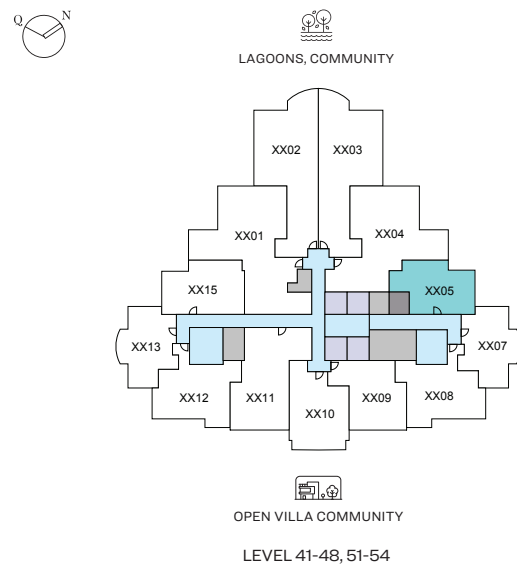 Q N
LAGOONS, COMMUNITY
XX02 XX03
XX01 XX04
XX15 XX05
XX13 XX07
XX12 XX11 XX10 XX09 XX08
OPEN VILLA COMMUNITY
LEVEL 41-48, 51-54